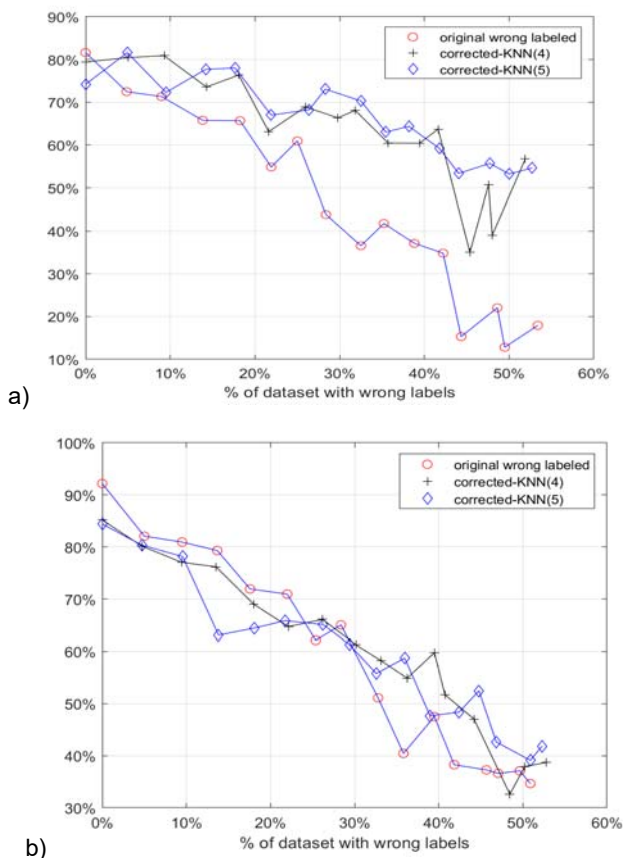 90%
80%
70%
60%
50%
40%
30%
20%
10%
original wrong labeled
corrected-KNN(4)
corrected-KNN(5)
0% 10% 20% 30% 40% 50% 60%
% of dataset with wrong labels
a)
100%
90%
80%
70%
60%
50%
40%
30%
original wrong labeled
corrected-KNN(4)
corrected-KNN(5)
0% 10% 20% 30% 40% 50% 60%
% of dataset with wrong labels
b)